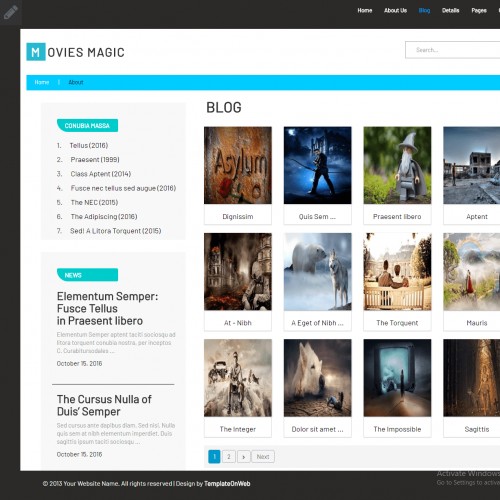 Home About Us Blog Details Pages
MOVIES MAGIC
Search...
Home | About
BLOG
CONUBIA MASSA
1. Tellus (2016)
2. Praesent (1999)
3. Class Aptent (2014)
4. Fusce nec tellus sed augue (2016)
5. The NEC (2015)
6. The Adipiscing (2016)
7. Sed! A Litora Torquent (2015)
NEWS
Elementum Semper:
Fusce Tellus
in Praesent libero
Elementum Semper aptent taciti sociosqu ad
litora torquent conubia nostra, per inceptos
C. Curabitursodales ...
October 15, 2016
The Cursus Nulla of
Duis' Semper
Sed cursus ante dapibus diam. Sed nisi. Nulla
quis sem at nibh elementum imperdiet. Duis
sagittis ipsum taciti sociosqu ...
October 15, 2016
Asylum
Dignissim
Quis Sem ...
Praesent libero
Aptent
At - Nibh
A Eget of Nibh ...
The Torquent
Mauris
The Integer
Dolor sit amet ...
The Impossible
Sagittis
1 2 3 Next
© 2013 Your Website Name. All rights reserved | Design by TemplateOnWeb
Activate Windows
Go to Settings to activate